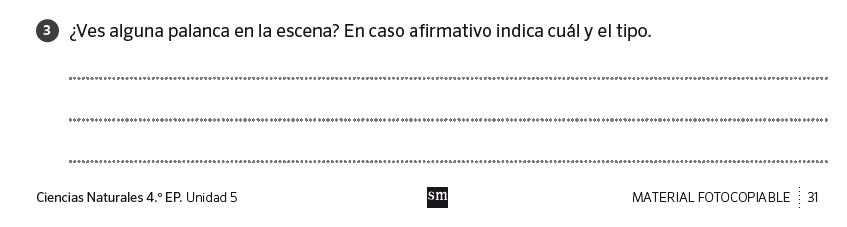 3 ¿Ves alguna palanca en la escena? En caso afirmativo indica cuál y el tipo.
Ciencias Naturales 4.º EP. Unidad 5 sm MATERIAL FOTOCOPIABLE 31